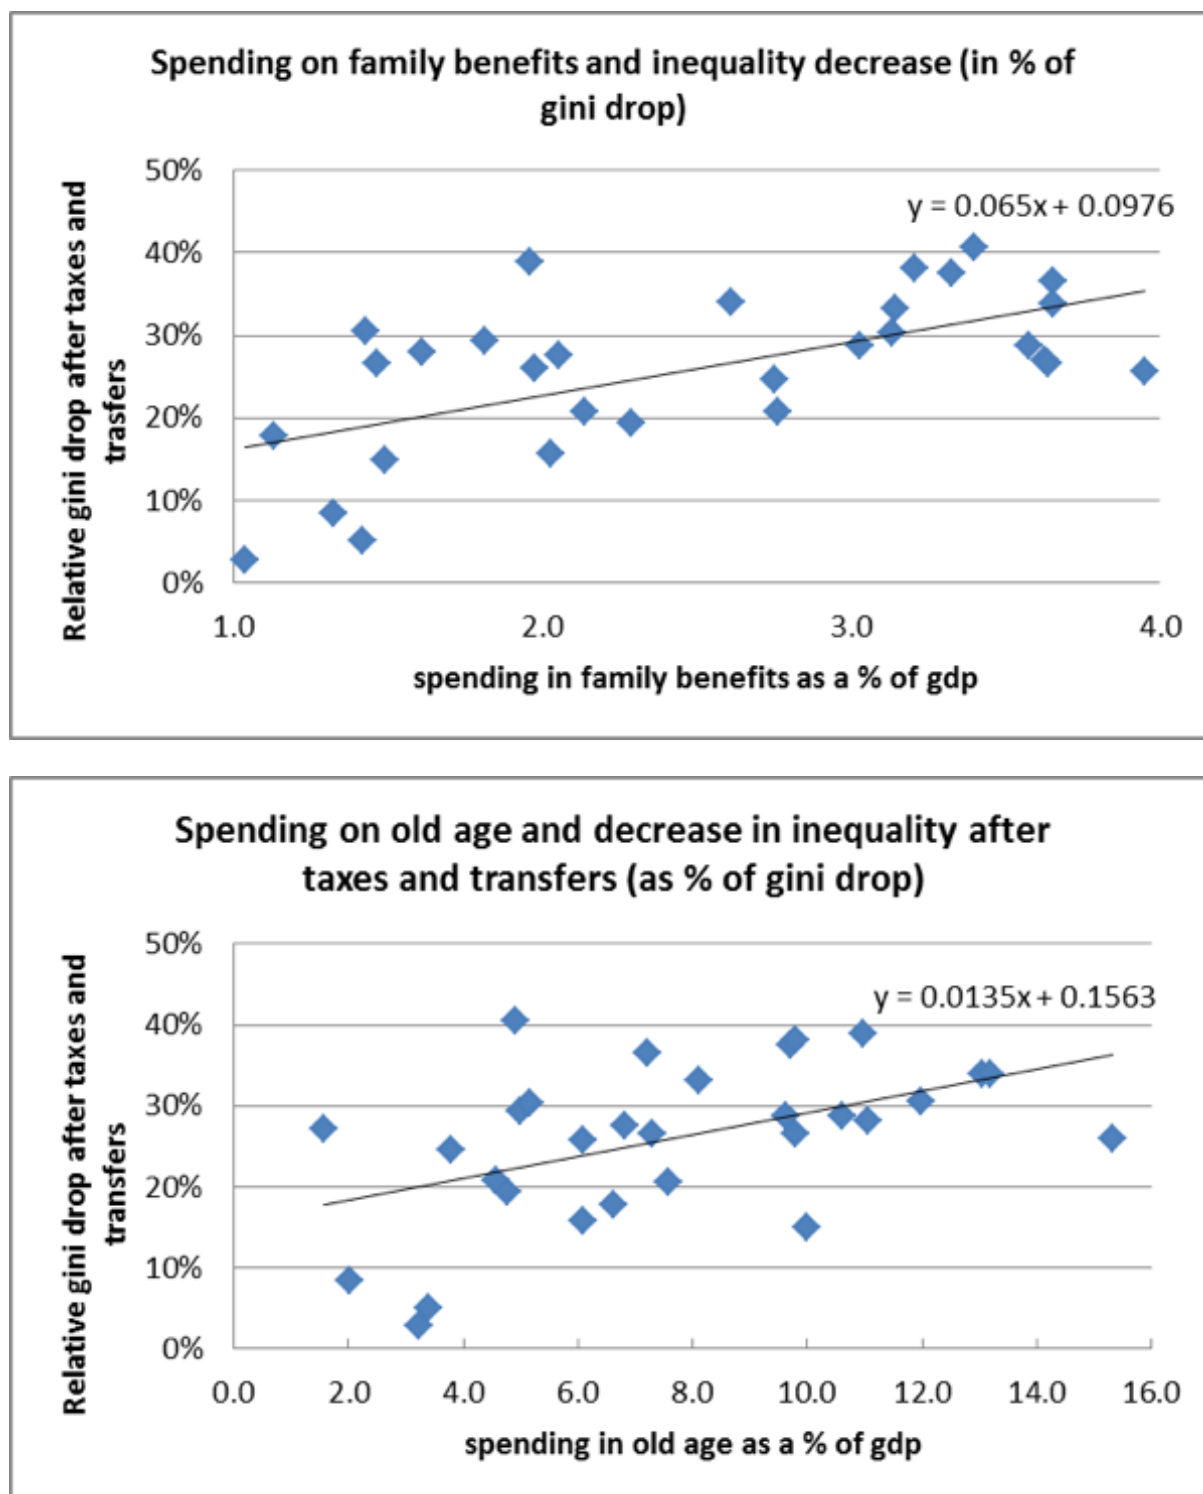 Spending on family benefits and inequality decrease (in % of
gini drop)
Relative gini drop after taxes and
trasfers
50%
40%
30%
20%
10%
0%
y = 0.065x + 0.0976
1.0 2.0 3.0 4.0
spending in family benefits as a % of gdp
Spending on old age and decrease in inequality after
taxes and transfers (as % of gini drop)
Relative gini drop after taxes and
transfers
50%
40%
30%
20%
10%
0%
y = 0.0135x + 0.1563
0.0 2.0 4.0 6.0 8.0 10.0 12.0 14.0 16.0
spending in old age as a % of gdp